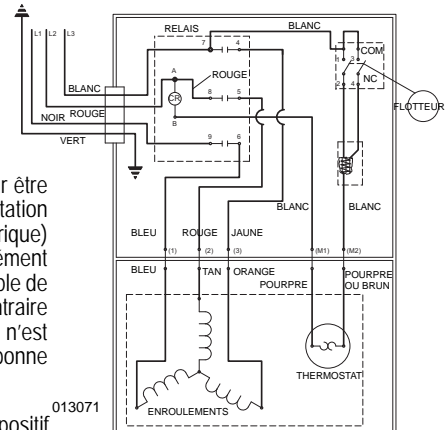 RELAIS
BLANC
L1 L2 L3
7 4
COM
1 3
A
ROUGE
NC
BLANC
CR
8 5
2 4
FLOTTEUR
NOIR ROUGE
B
VERT
9 6
r être
tation
rique)
ément
ble de
ntraire
n'est
bonne
positif
BLANC BLANC
BLEU ROUGE JAUNE
(1) (2) (3) (M1) (M2)
BLEU TAN ORANGE
POURPRE
POURPRE
OU BRUN
THERMOSTAT
013071
ENROULEMENTS